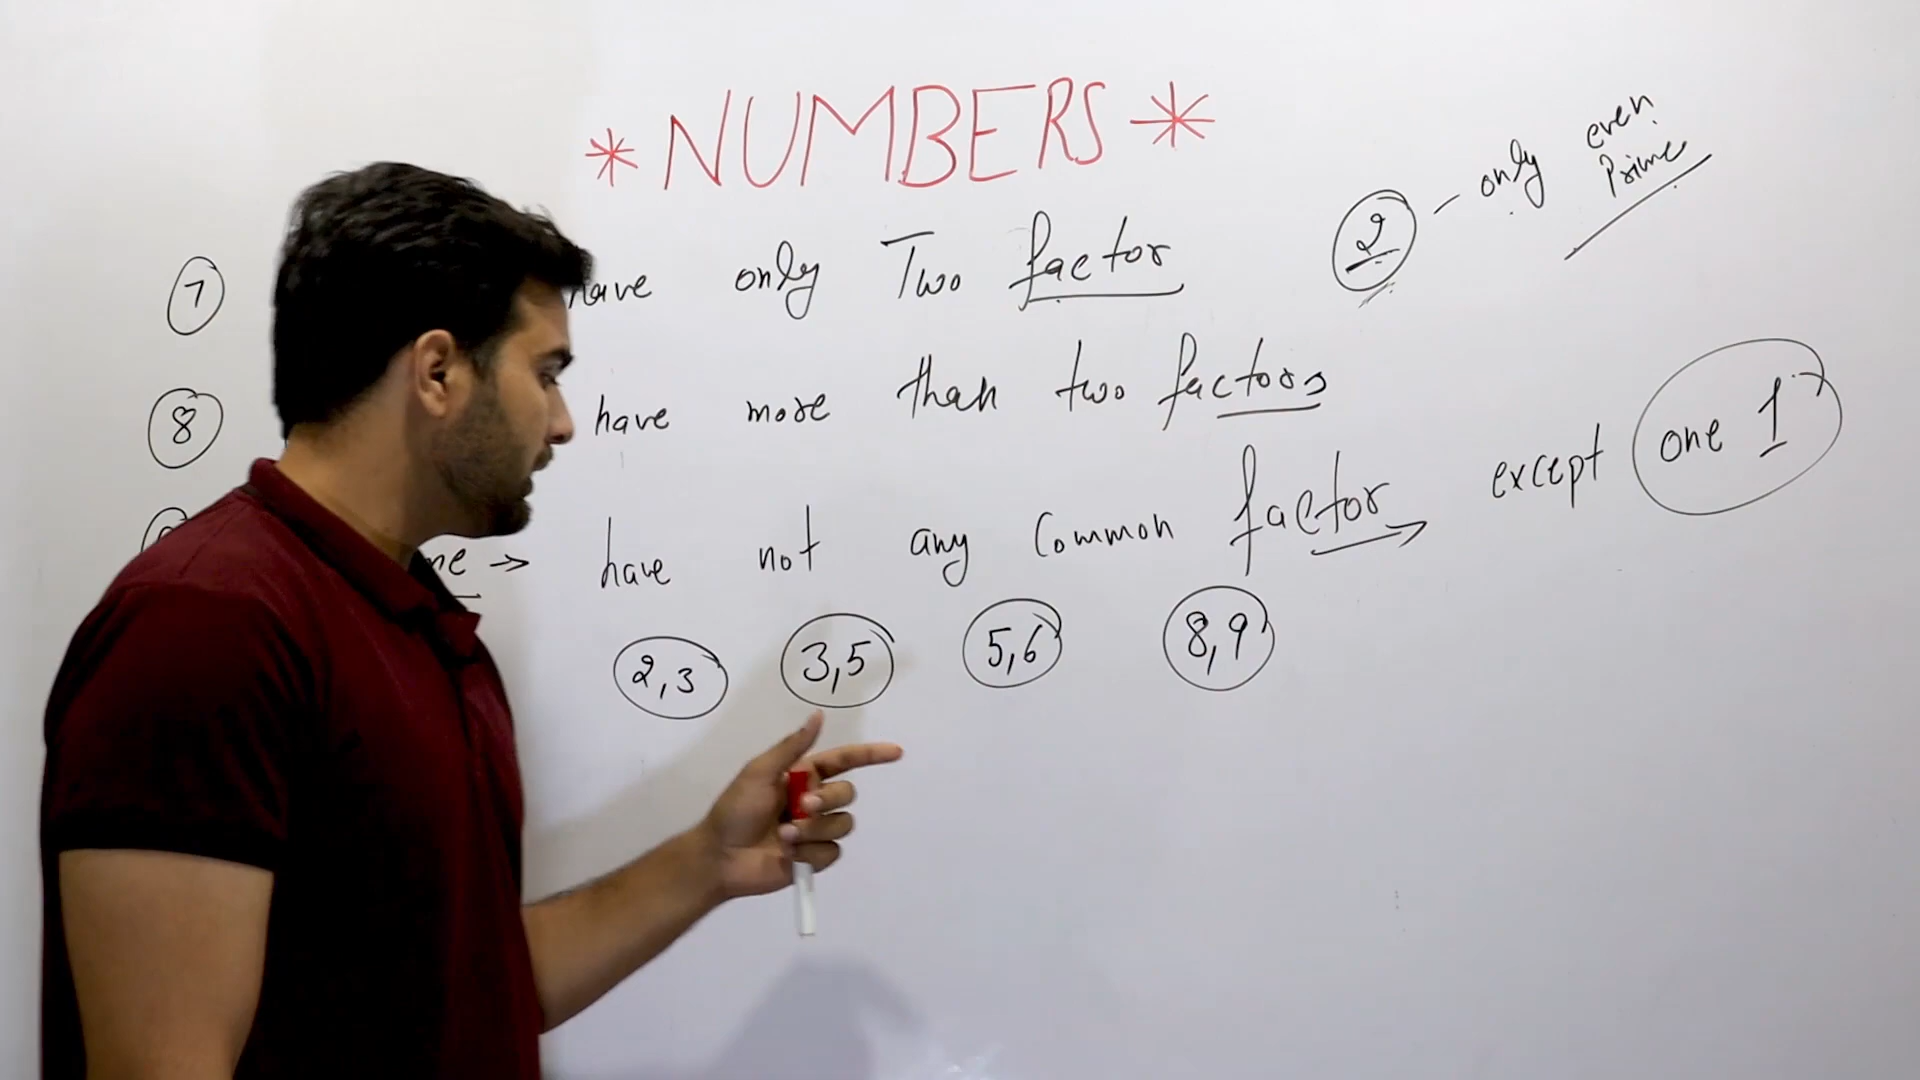 * NUMBERS *
2 - only even Prime
7 have only Two factor
8 have more than two factors
have not any Common factor → except one 1
2,3 3,5 5,6 8,9